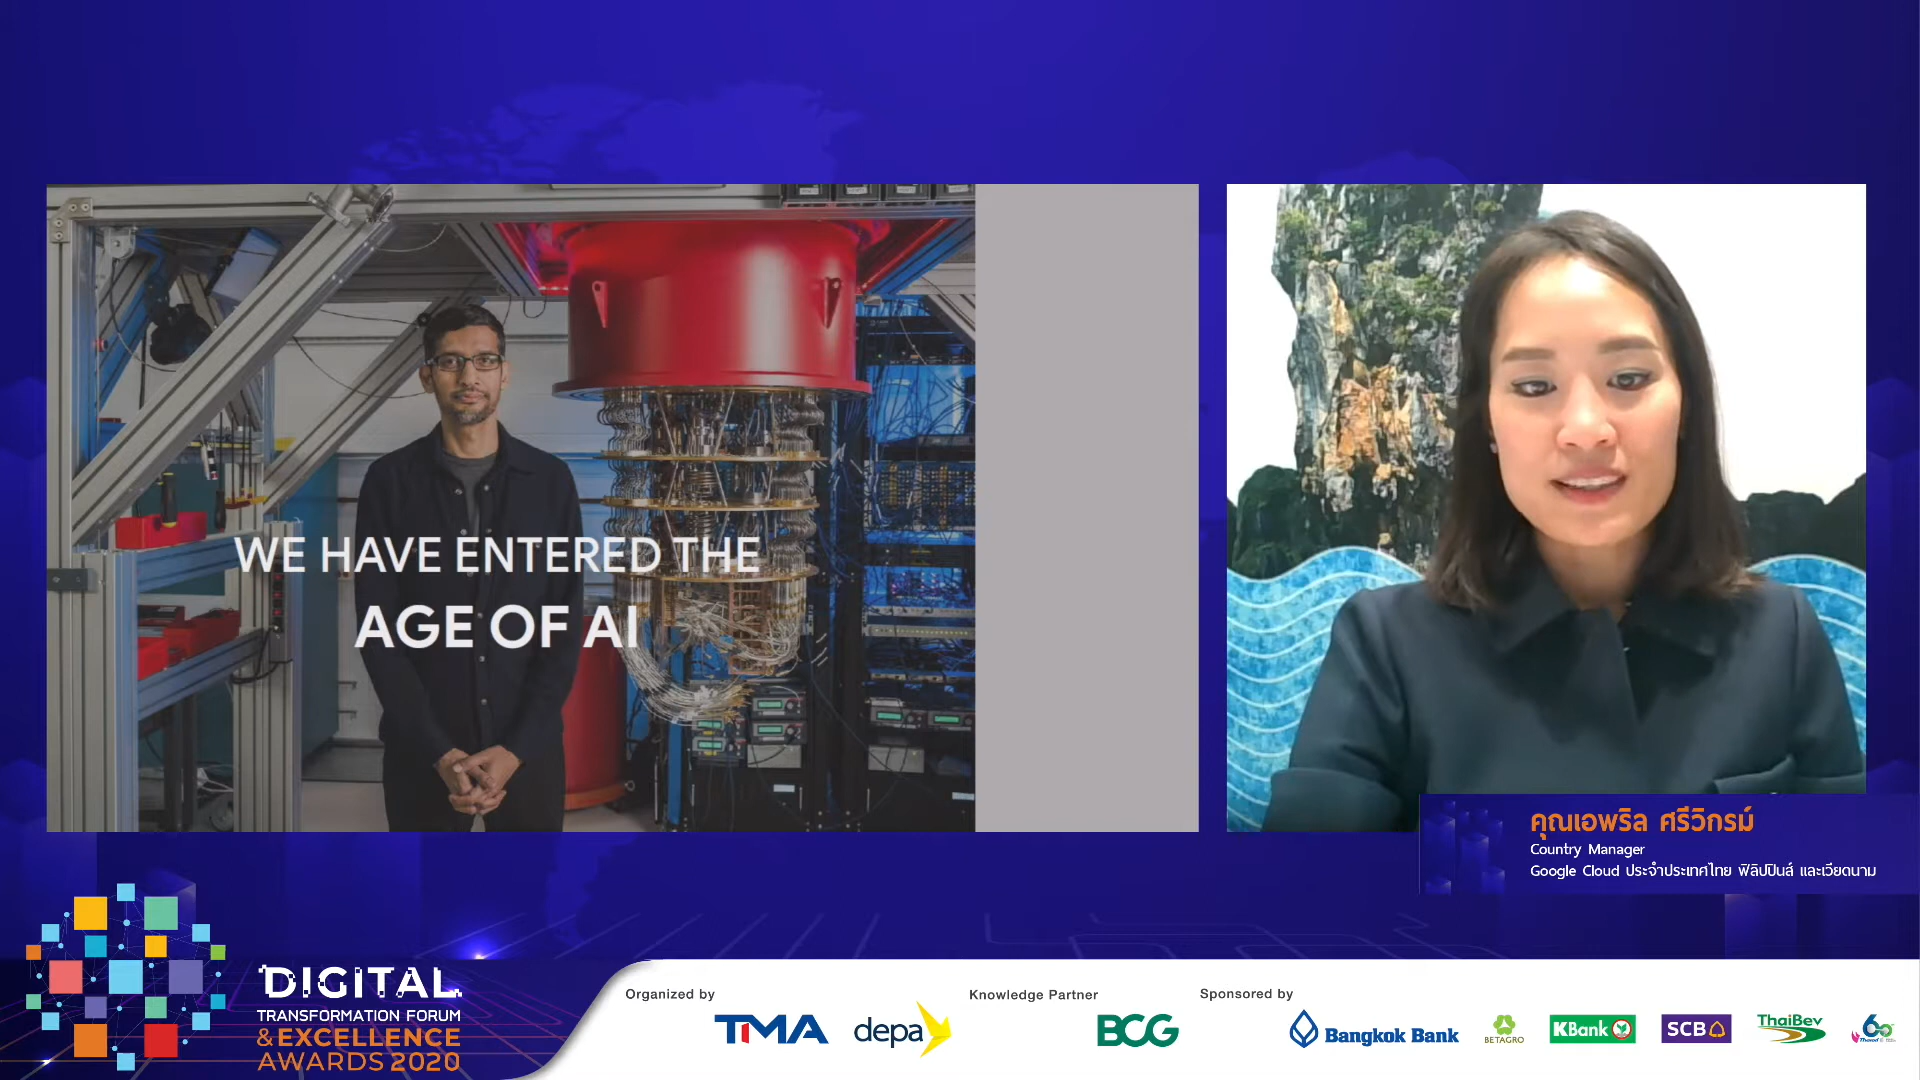 WE HAVE ENTERED THE
AGE OF AI
คุณเอพริล ศรีวิกรม์
Country Manager
Google Cloud ประจำประเทศไทย ฟิลิปปินส์ และเวียดนาม
DIGITAL
TRANSFORMATION FORUM
& EXCELLENCE
AWARDS 2020
Organized by
TMA
depa
Knowledge Partner
BCG
Sponsored by
Bangkok Bank
BETAGRO
KBank
SCB
ThaiBev
60